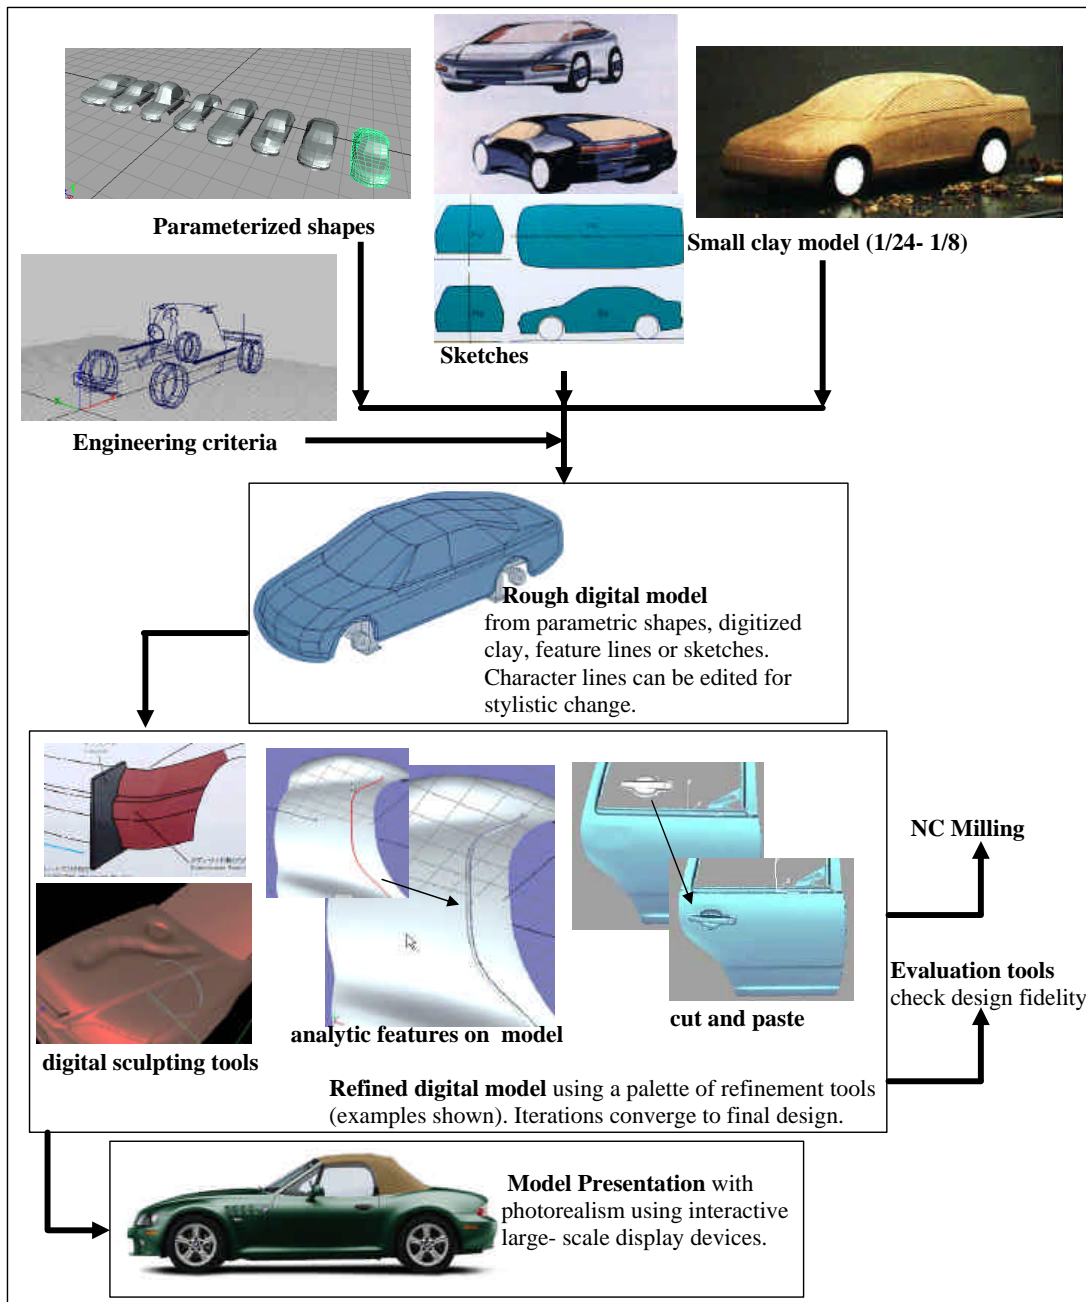 Parameterized shapes
Small clay model (1/24- 1/8)
Sketches
Engineering criteria
Rough digital model
from parametric shapes, digitized
clay, feature lines or sketches.
Character lines can be edited for
stylistic change.
NC Milling
Evaluation tools
check design fidelity
cut and paste
analytic features on  model
digital sculpting tools
Refined digital model using a palette of refinement tools
(examples shown). Iterations converge to final design.
Model Presentation with
photorealism using interactive
large- scale display devices.